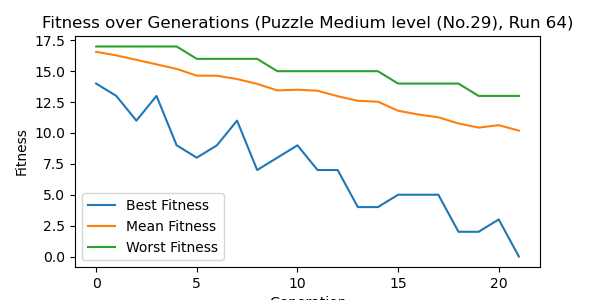 Fitness over Generations (Puzzle Medium level (No.29), Run 64)
17.5
15.0
12.5
10.0
7.5
5.0
2.5
0.0
Fitness
Best Fitness
Mean Fitness
Worst Fitness
0 5 10 15 20
Generation